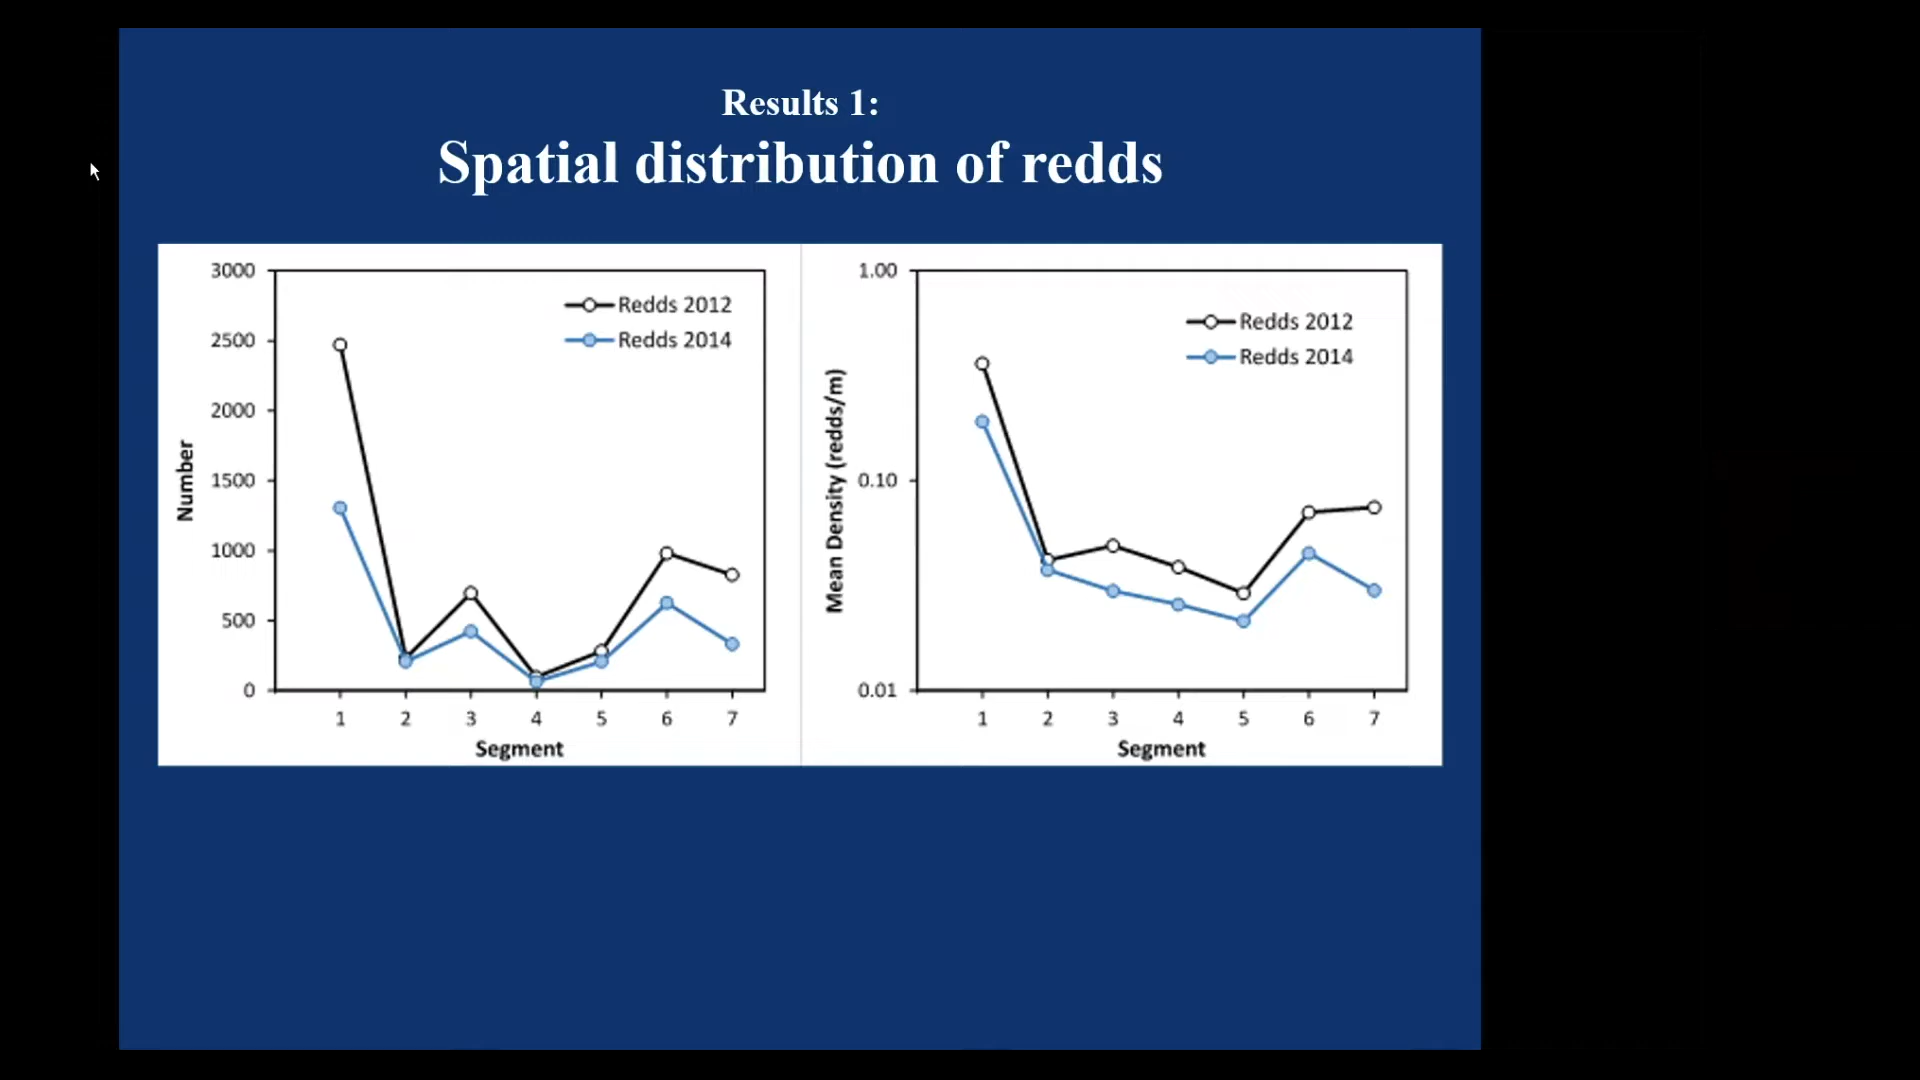 Results 1:
Spatial distribution of redds
Number
3000
2500
2000
1500
1000
500
0
Redds 2012
Redds 2014
1 2 3 4 5 6 7
Segment
Mean Density (redds/m)
1.00
0.10
0.01
Redds 2012
Redds 2014
1 2 3 4 5 6 7
Segment